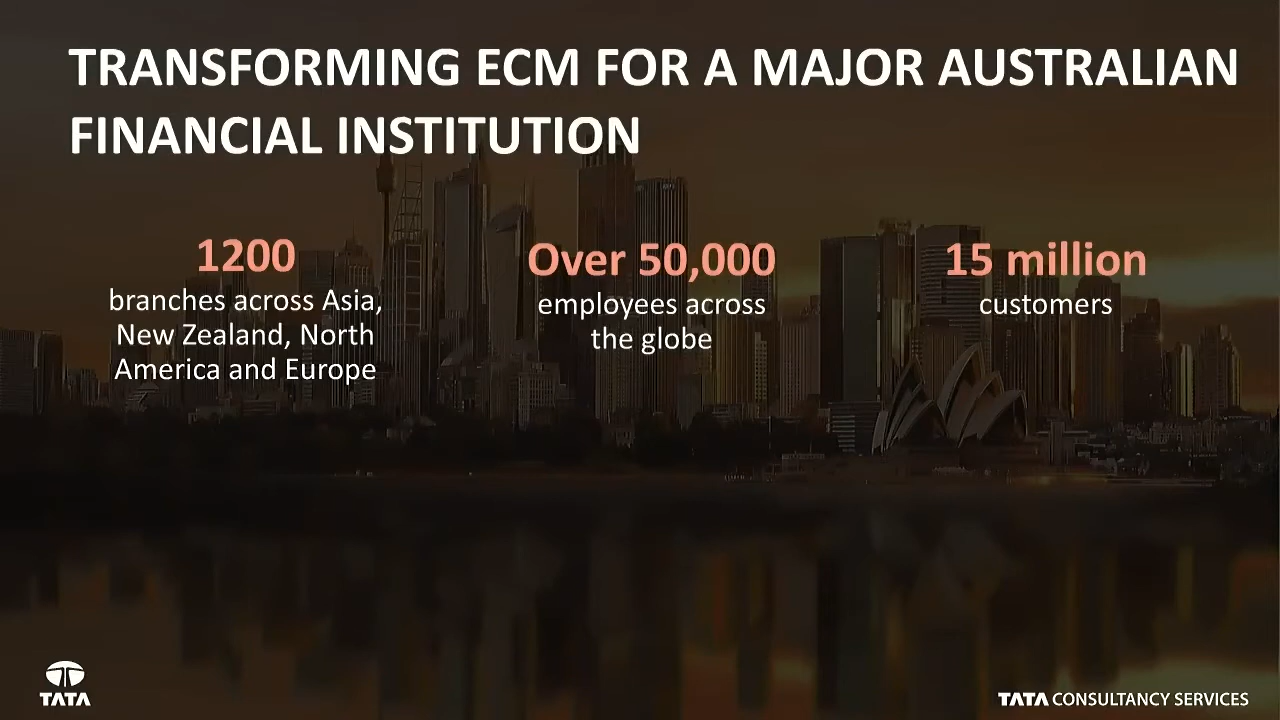 TRANSFORMING ECM FOR A MAJOR AUSTRALIAN
FINANCIAL INSTITUTION
1200
branches across Asia,
New Zealand, North
America and Europe
Over 50,000
employees across
the globe
15 million
customers
TATA
TATA CONSULTANCY SERVICES